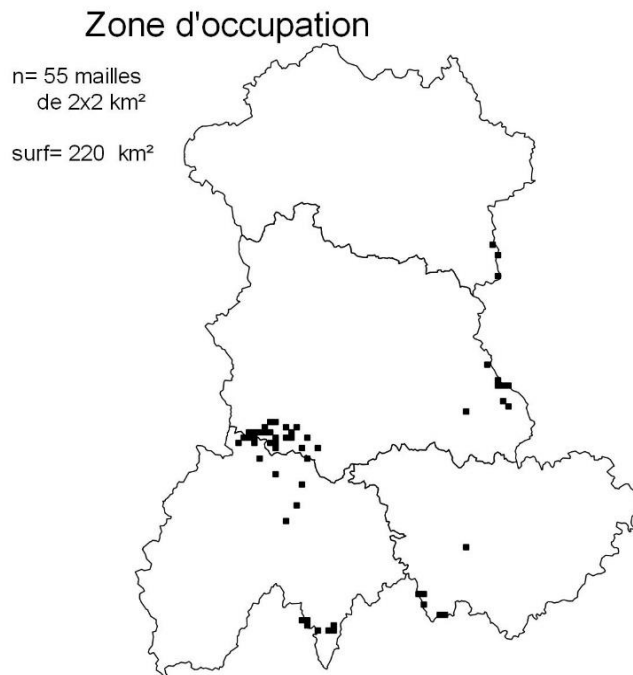 Zone d'occupation
n= 55 mailles
de 2x2 km²
surf= 220 km²